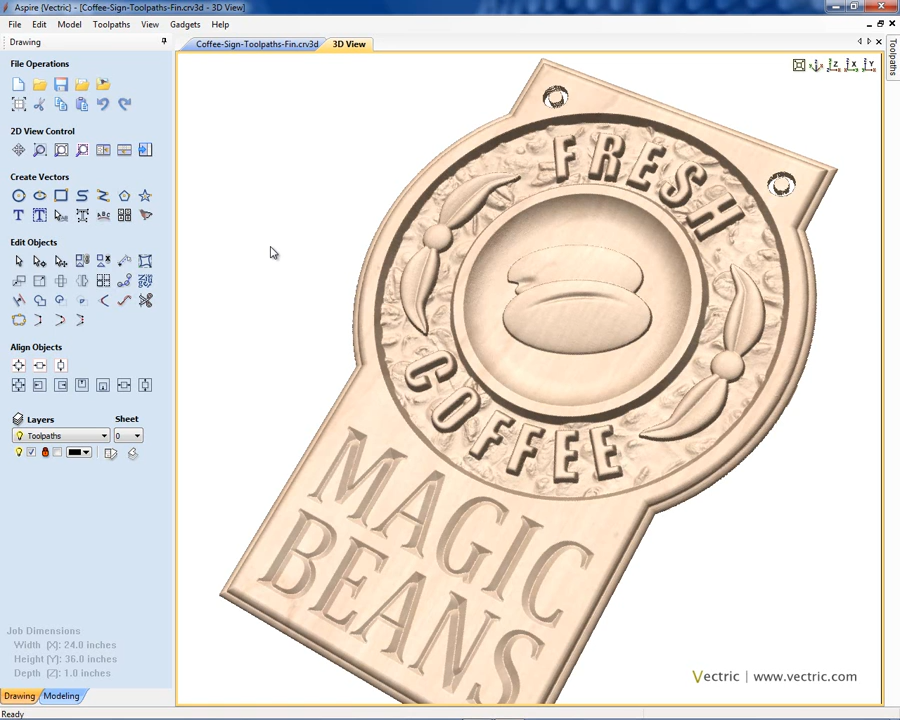 Aspire [Vectric] - [Coffee-Sign-Toolpaths-Fin.crv3d - 3D View]
File Edit Model Toolpaths View Gadgets Help
Drawing
Coffee-Sign-Toolpaths-Fin.crv3d 3D View
Toolpaths
File Operations
2D View Control
Create Vectors
Edit Objects
Align Objects
Layers Sheet
Toolpaths 0
Job Dimensions
Width (X): 24.0 inches
Height (Y): 36.0 inches
Depth (Z): 1.0 inches
Drawing Modeling
Ready
Z X Y
FRESH
COFFEE
MAGIC
BEANS
Vectric | www.vectric.com